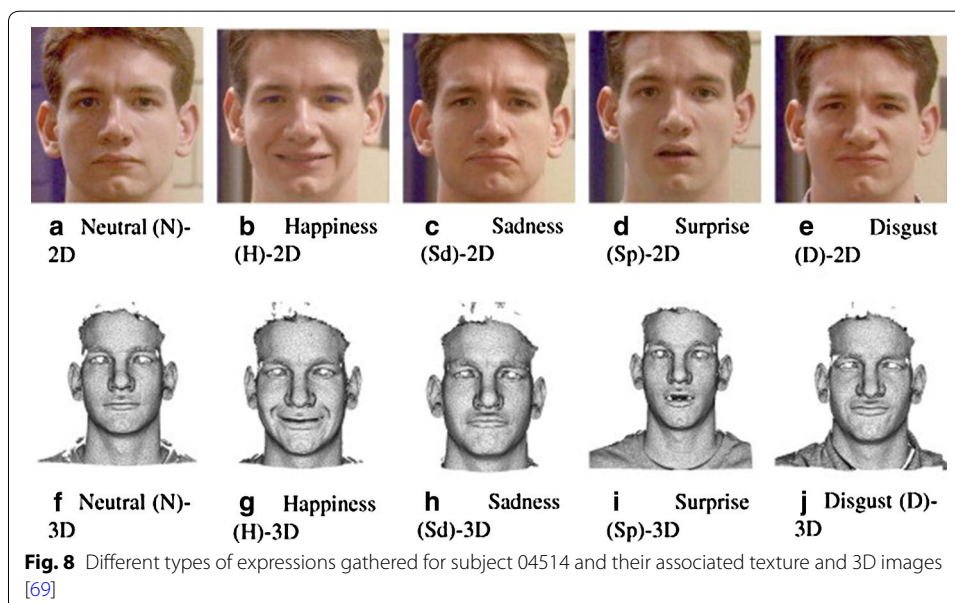 a Neutral (N)-
2D
b Happiness
(H)-2D
c Sadness
(Sd)-2D
d Surprise
(Sp)-2D
e Disgust
(D)-2D
f Neutral (N)-
3D
g Happiness
(H)-3D
h Sadness
(Sd)-3D
i Surprise
(Sp)-3D
j Disgust (D)-
3D
Fig. 8 Different types of expressions gathered for subject 04514 and their associated texture and 3D images
[69]